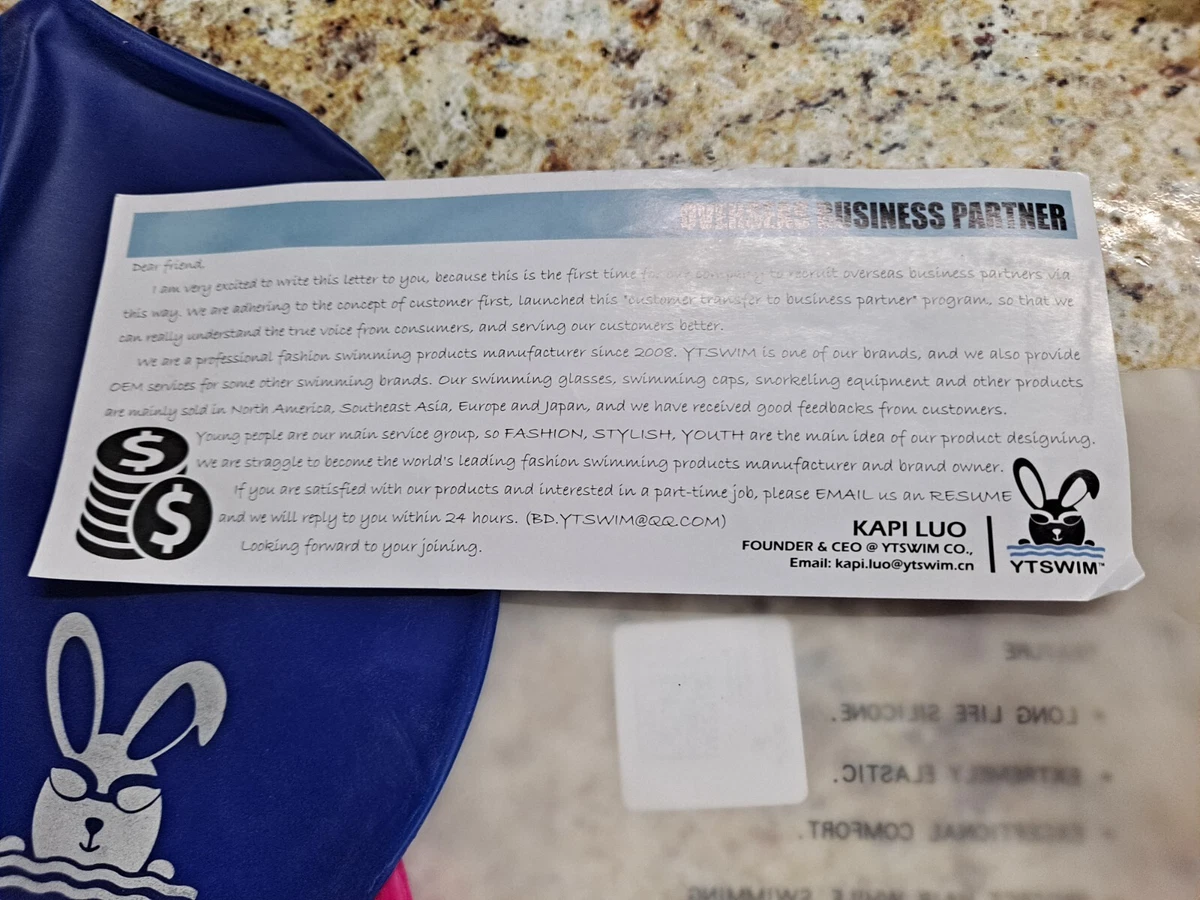 OVERSEAS BUSINESS PARTNER
Dear friend,
I am very excited to write this letter to you, because this is the first time for our company to recruit overseas business partners via
this way. We are adhering to the concept of customer first, launched this "customer transfer to business partner" program, so that we
can really understand the true voice from consumers, and serving our customers better.
We are a professional fashion swimming products manufacturer since 2008. YTSWIM is one of our brands, and we also provide
OEM services for some other swimming brands. Our swimming glasses, swimming caps, snorkeling equipment and other products
are mainly sold in North America, Southeast Asia, Europe and Japan, and we have received good feedbacks from customers.
Young people are our main service group, so FASHION, STYLISH, YOUTH are the main idea of our product designing.
We are straggle to become the world's leading fashion swimming products manufacturer and brand owner.
If you are satisfied with our products and interested in a part-time job, please EMAIL us an RESUME
and we will reply to you within 24 hours. (BD.YTSWIM@QQ.COM)
Looking forward to your joining.
$
$
KAPI LUO
FOUNDER & CEO @ YTSWIM CO.,
Email: kapi.luo@ytswim.cn
YTSWIM™
• LONG LIFE SILICONE.
• EXTREMELY ELASTIC.
• EXCEPTIONAL COMFORT.
WHILE SWIMMING